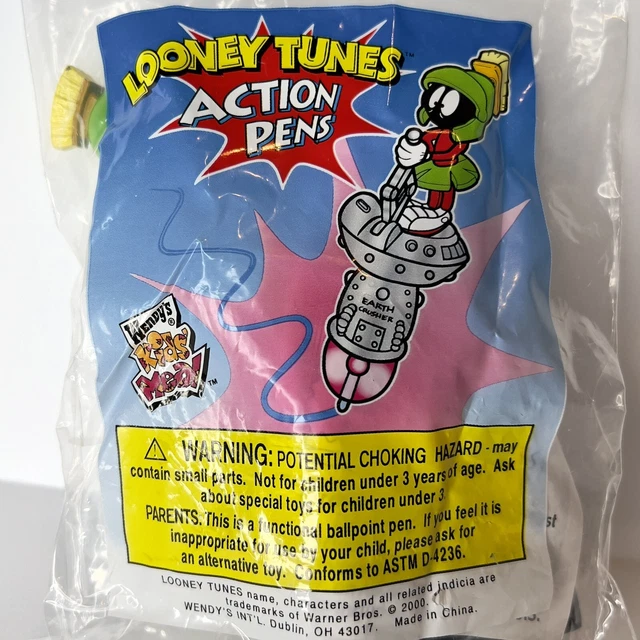 LOONEY TUNES™
ACTION
PENS
EARTH
CRUSHER
WENDY'S®
KIDS'
MEAL™
WARNING: POTENTIAL CHOKING HAZARD - may
contain small parts. Not for children under 3 years of age. Ask
about special toys for children under 3.
PARENTS: This is a functional ballpoint pen. If you feel it is
inappropriate for use by your child, please ask for
an alternative toy. Conforms to ASTM D-4236.
LOONEY TUNES name, characters and all related indicia are
trademarks of Warner Bros. © 2000.
WENDY'S INT'L. Dublin, OH 43017. Made in China.